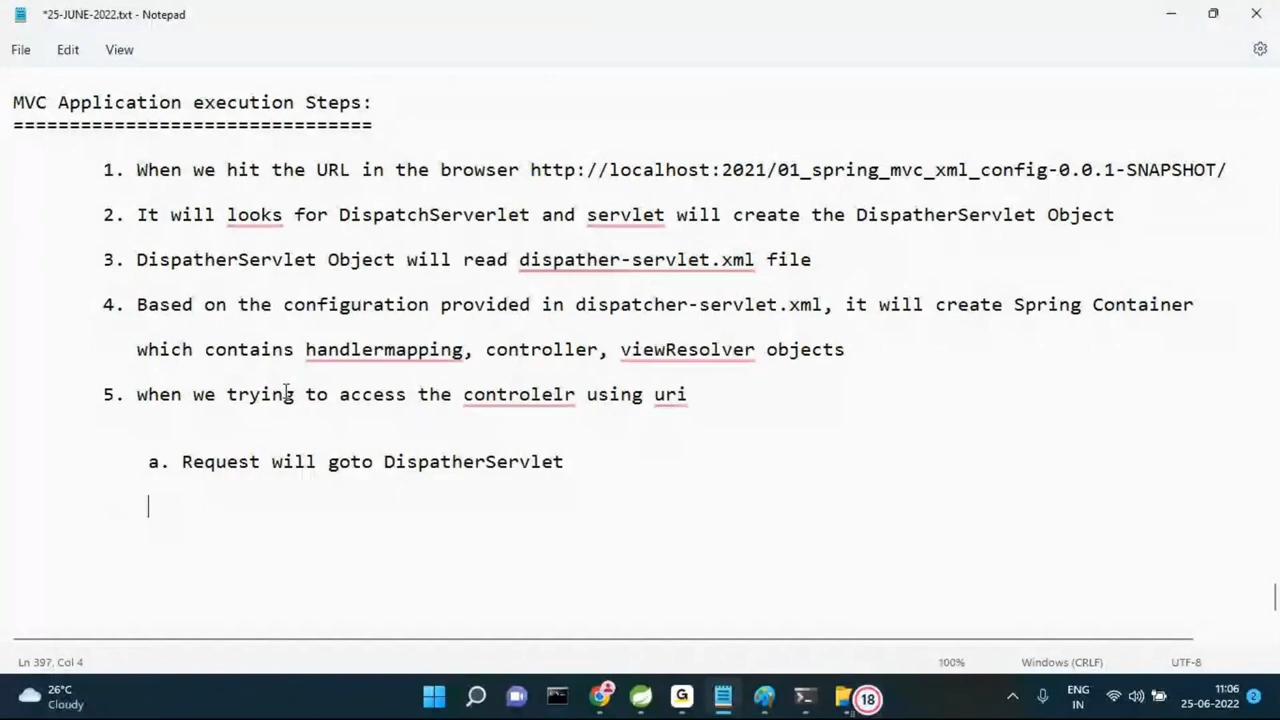 *25-JUNE-2022.txt - Notepad
File Edit View
MVC Application execution Steps:
================================
1. When we hit the URL in the browser http://localhost:2021/01_spring_mvc_xml_config-0.0.1-SNAPSHOT/
2. It will looks for DispatchServerlet and servlet will create the DispatherServlet Object
3. DispatherServlet Object will read dispather-servlet.xml file
4. Based on the configuration provided in dispatcher-servlet.xml, it will create Spring Container
which contains handlermapping, controller, viewResolver objects
5. when we trying to access the controlelr using uri
a. Request will goto DispatherServlet
Ln 397, Col 4 100% Windows (CRLF) UTF-8
26°C
Cloudy
G
18
ENG
IN
11:06
25-06-2022
2